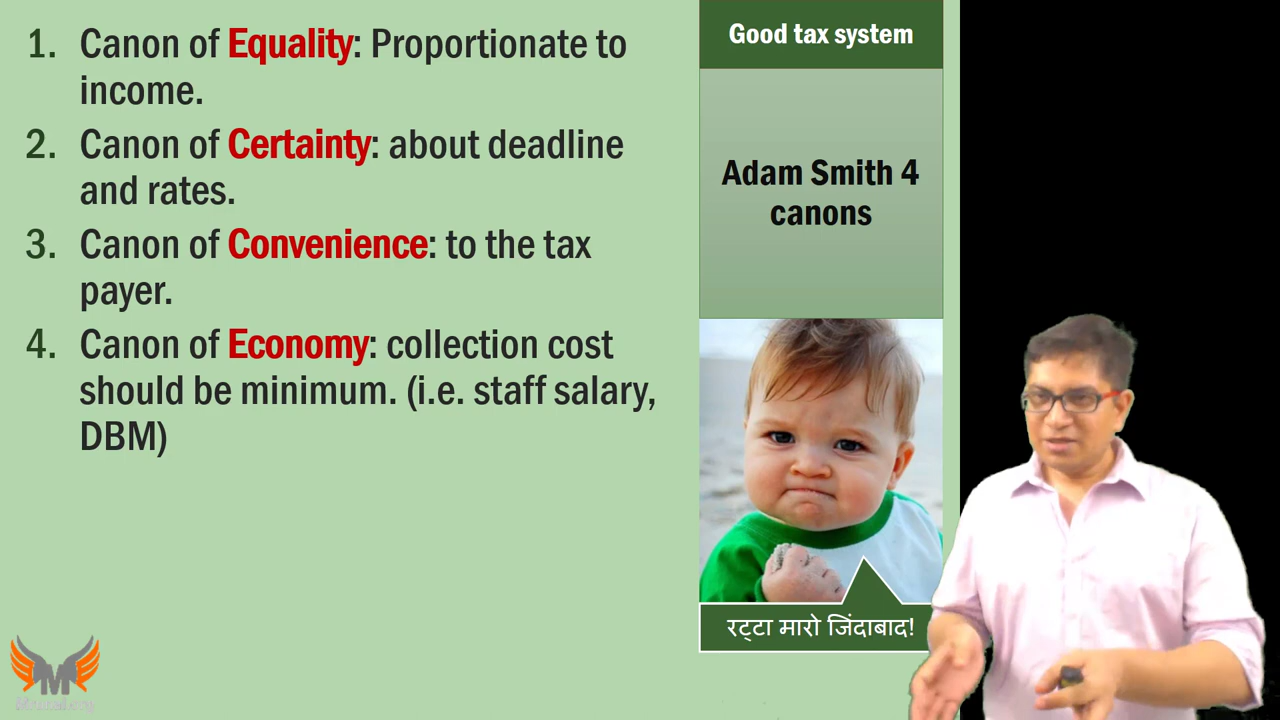 1. Canon of Equality: Proportionate to
income.
2. Canon of Certainty: about deadline
and rates.
3. Canon of Convenience: to the tax
payer.
4. Canon of Economy: collection cost
should be minimum. (i.e. staff salary,
DBM)
Good tax system
Adam Smith 4
canons
रट्टा मारो जिंदाबाद!